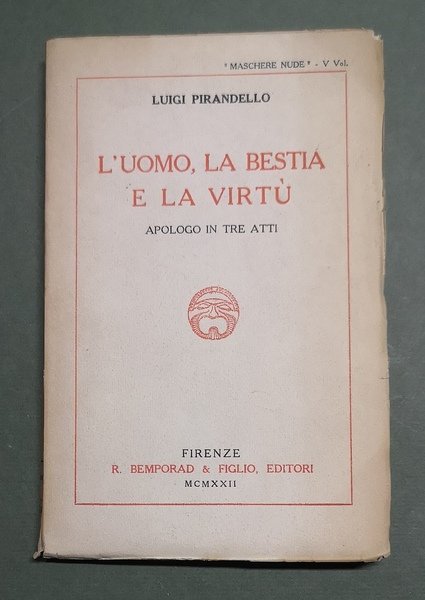 "MASCHERE NUDE" - V Vol.
LUIGI PIRANDELLO
L'UOMO, LA BESTIA
E LA VIRTÙ
APOLOGO IN TRE ATTI
FIRENZE
R. BEMPORAD & FIGLIO, EDITORI
MCMXXII